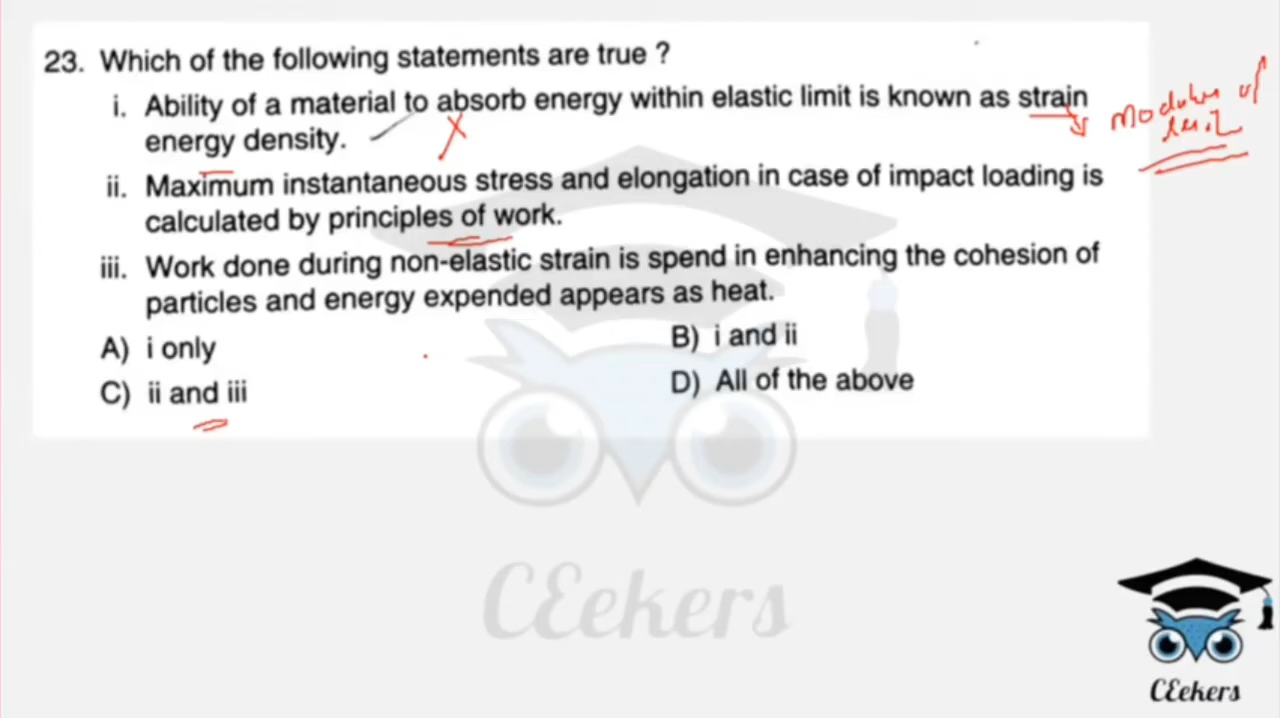 23. Which of the following statements are true ?
i. Ability of a material to absorb energy within elastic limit is known as strain
energy density.
Modulus of
ii. Maximum instantaneous stress and elongation in case of impact loading is
calculated by principles of work.
iii. Work done during non-elastic strain is spend in enhancing the cohesion of
particles and energy expended appears as heat.
A) i only
B) i and ii
C) ii and iii
D) All of the above
CEekers
CEekers